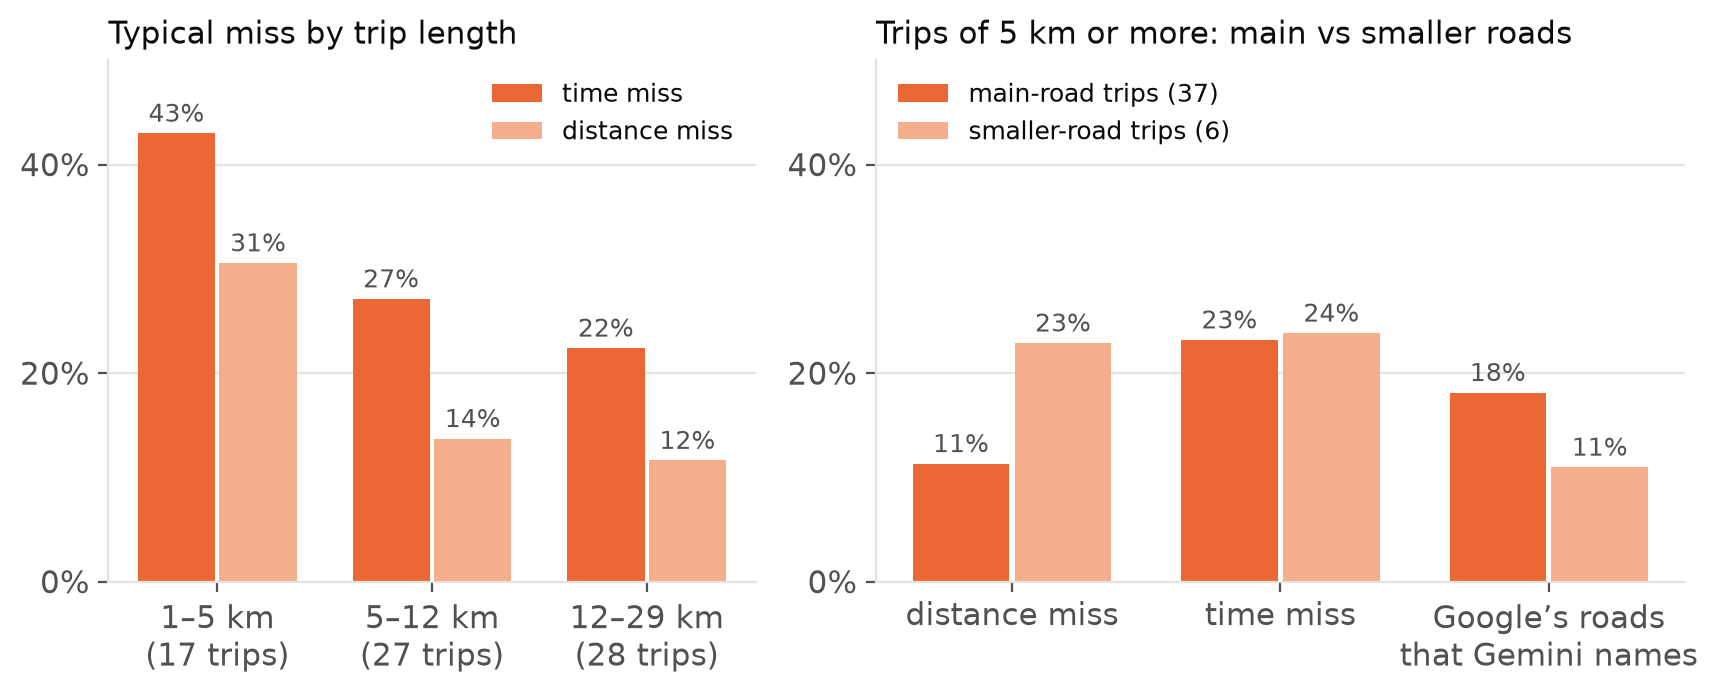 Typical miss by trip length
time miss
distance miss
43%
31%
27%
14%
22%
12%
40%
20%
0%
1–5 km
(17 trips)
5–12 km
(27 trips)
12–29 km
(28 trips)
Trips of 5 km or more: main vs smaller roads
main-road trips (37)
smaller-road trips (6)
11%
23%
23%
24%
18%
11%
40%
20%
0%
distance miss
time miss
Google’s roads
that Gemini names